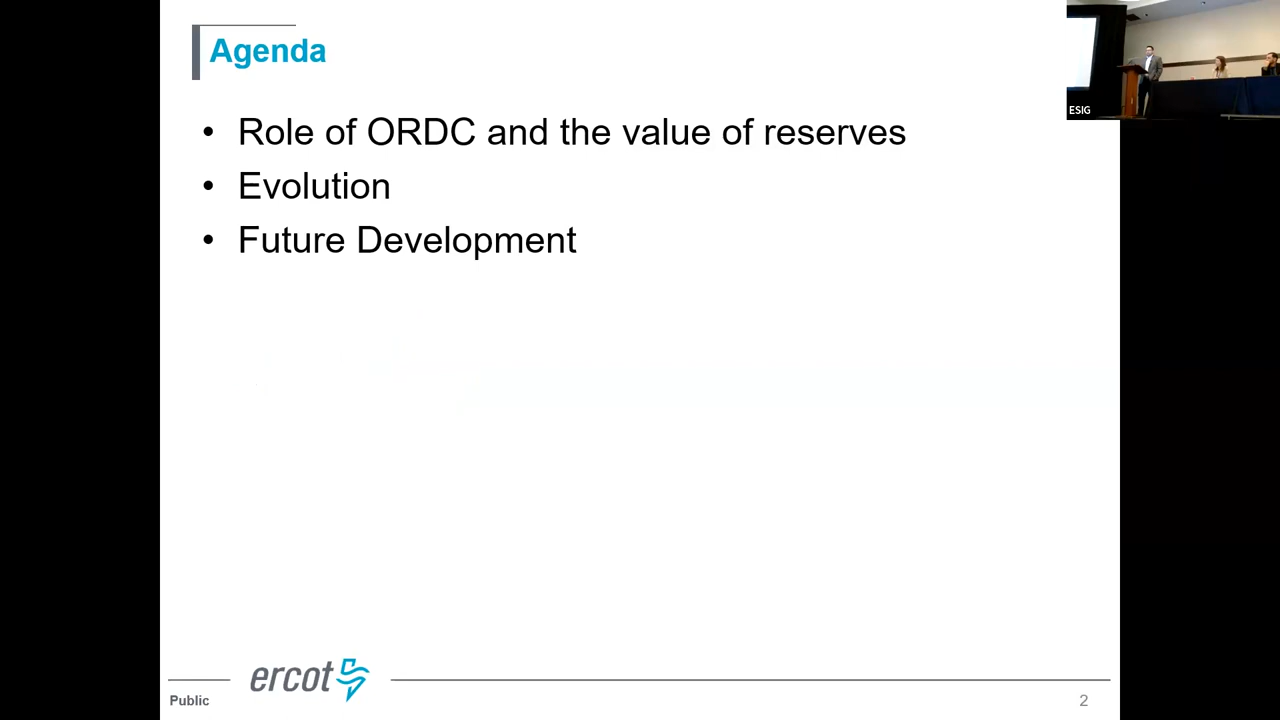 Agenda
• Role of ORDC and the value of reserves
• Evolution
• Future Development
ESIG
ercot
Public
2